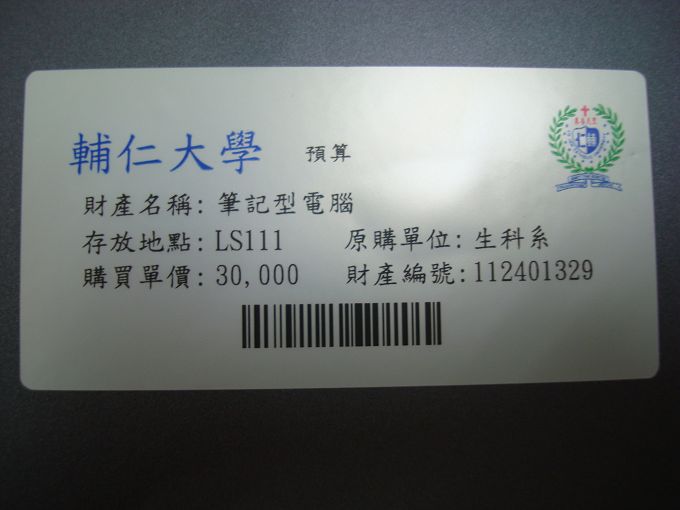 輔仁大學 預算
財產名稱: 筆記型電腦
存放地點: LS111 原購單位: 生科系
購買單價: 30,000 財產編號: 112401329